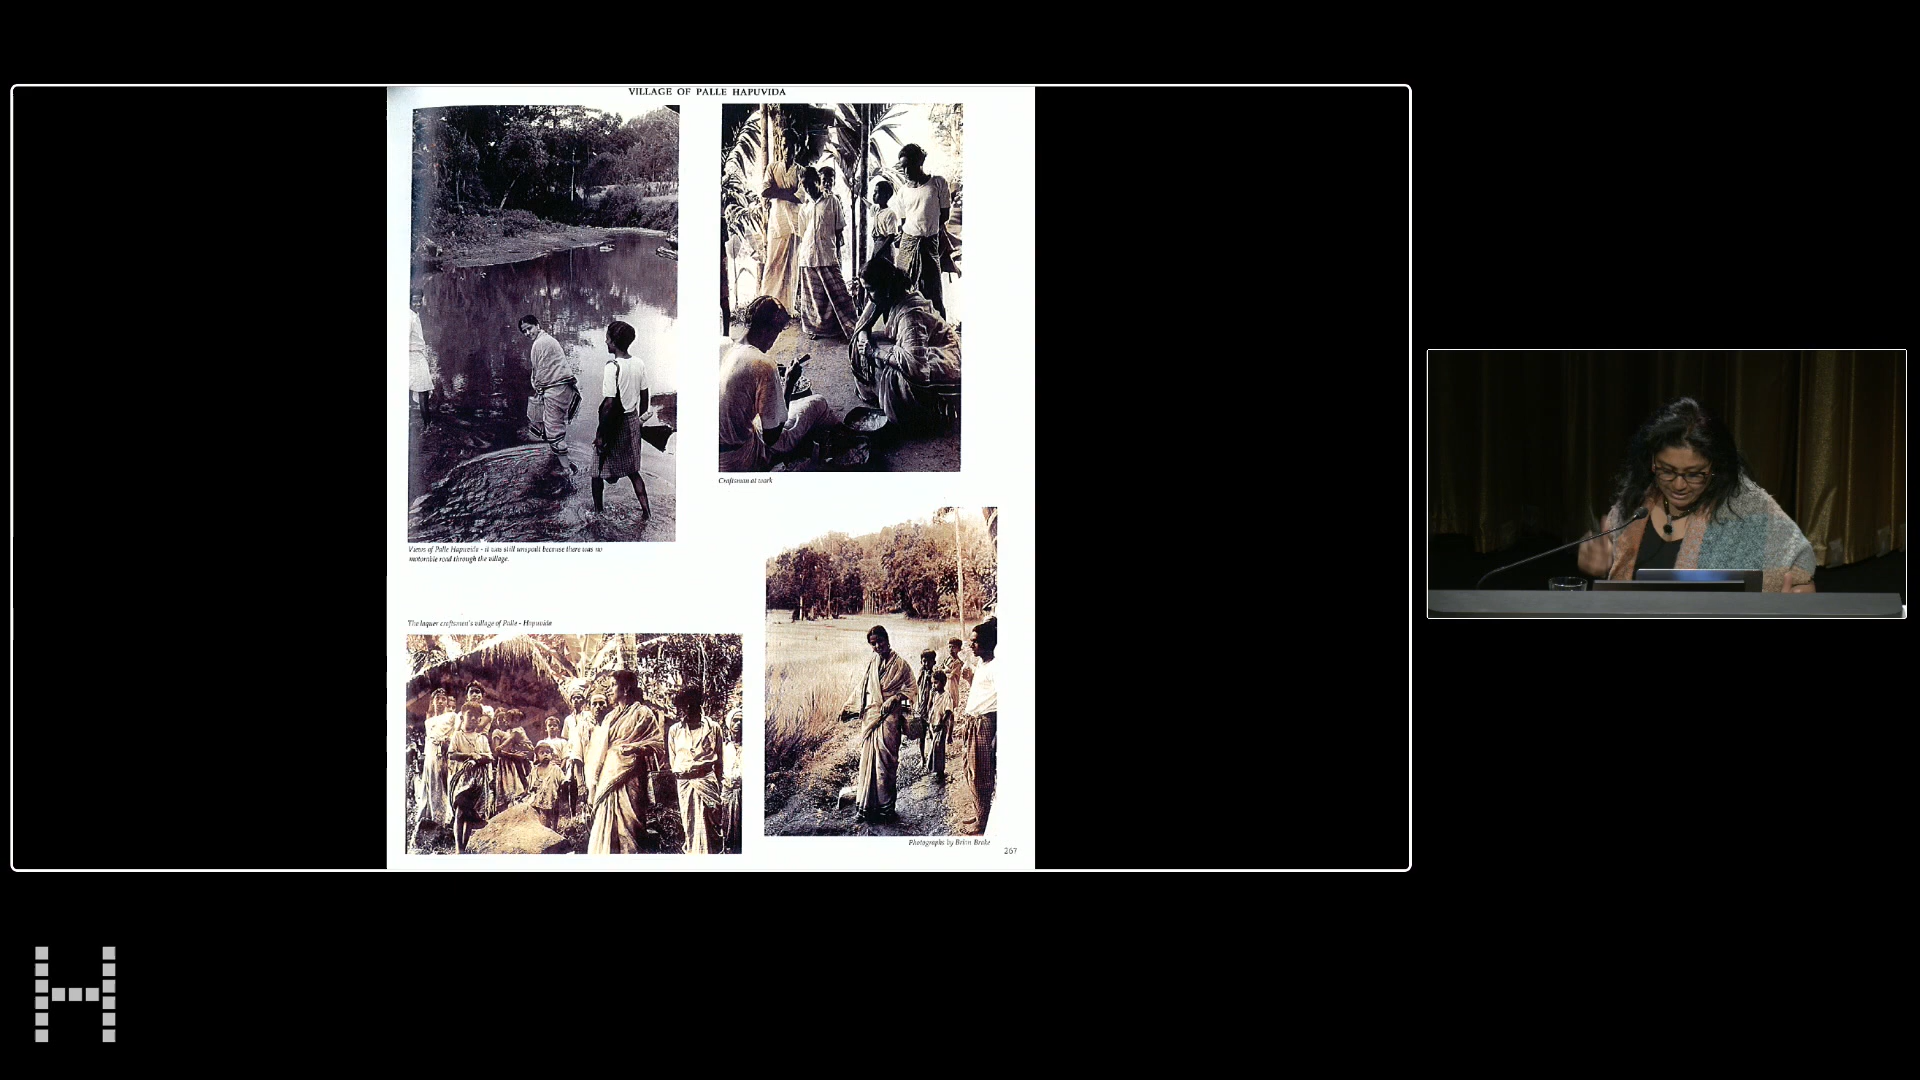 VILLAGE OF PALLE HAPUVIDA
Views of Palle Hapuvida - it was still unspoilt because there was no
motorable road through the village.
Craftsman at work
The laquer craftsmen's village of Palle - Hapuvida
Photographs by Brian Brake
267
H